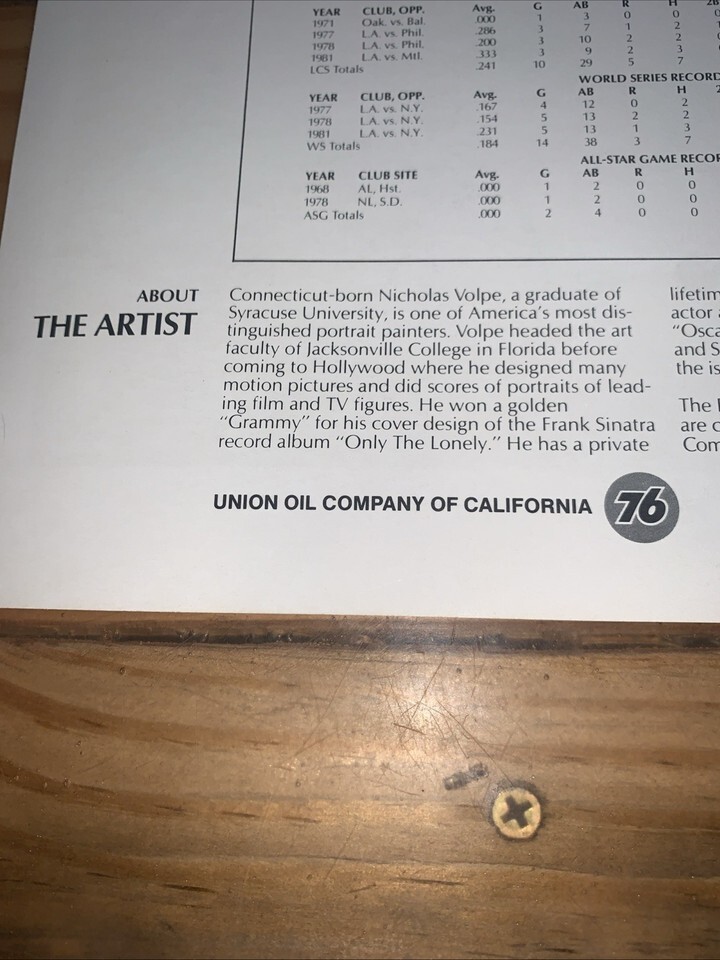 YEAR CLUB, OPP. Avg. G AB R H 2B
1971 Oak. vs. Bal. .000 1 3 0 0
1977 L.A. vs. Phil. .286 3 7 1 2
1978 L.A. vs. Phil. .200 3 10 2 2
1981 L.A. vs. Mtl. .333 3 9 2 3
LCS Totals .241 10 29 5 7
WORLD SERIES RECORD
YEAR CLUB, OPP. Avg. G AB R H
1977 L.A. vs. N.Y. .167 4 12 0 2
1978 L.A. vs. N.Y. .154 5 13 2 2
1981 L.A. vs. N.Y. .231 5 13 1 3
WS Totals .184 14 38 3 7
ALL-STAR GAME RECOR
YEAR CLUB SITE Avg. G AB R H
1968 AL, Hst. .000 1 2 0 0
1978 NL, S.D. .000 1 2 0 0
ASG Totals .000 2 4 0 0
ABOUT
THE ARTIST
Connecticut-born Nicholas Volpe, a graduate of
Syracuse University, is one of America's most dis-
tinguished portrait painters. Volpe headed the art
faculty of Jacksonville College in Florida before
coming to Hollywood where he designed many
motion pictures and did scores of portraits of lead-
ing film and TV figures. He won a golden
"Grammy" for his cover design of the Frank Sinatra
record album "Only The Lonely." He has a private
lifetim
actor
"Osca
and S
the is
The
are c
Com
UNION OIL COMPANY OF CALIFORNIA 76